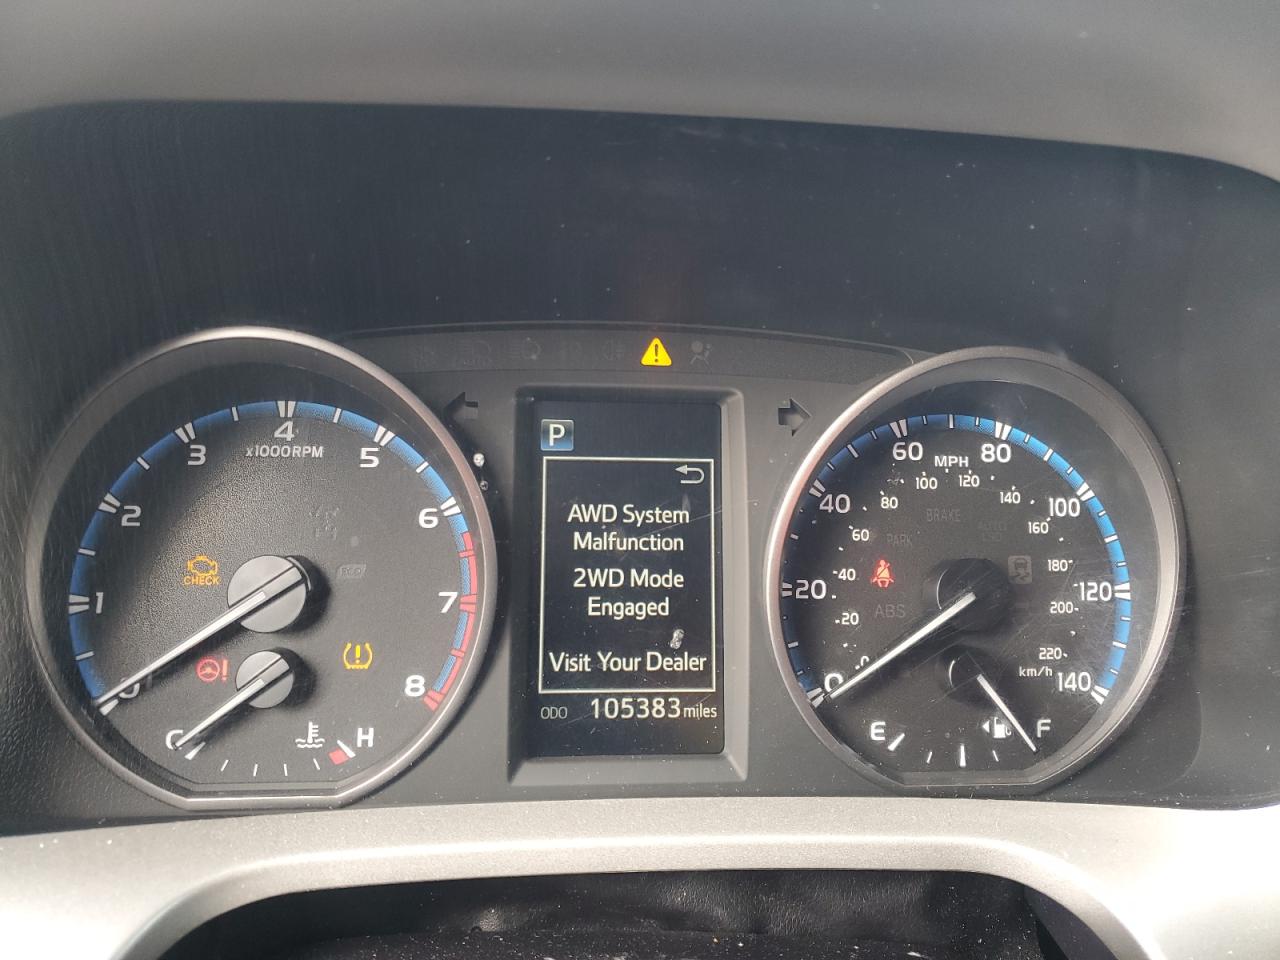 P
AWD System
Malfunction
2WD Mode
Engaged
Visit Your Dealer
ODO 105383 miles
0 1 2 3 4 5 6 7 8
x1000RPM
CHECK
C H
0 20 40 60 80 100 120 140
MPH
0 20 40 60 80 100 120 140 160 180 200 220
km/h
BRAKE
PARK
ABS
E F